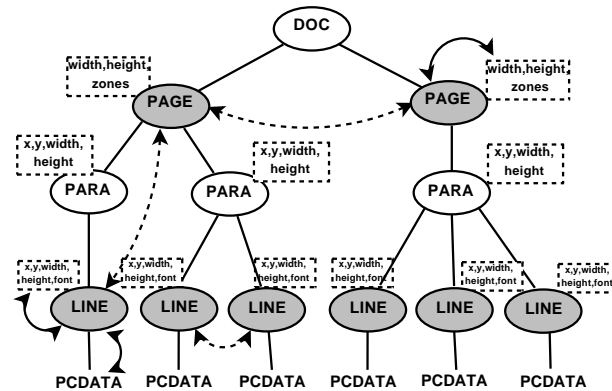 DOC
width,height,
zones
PAGE
width,height,
zones
PAGE
x,y,width,
height
PARA
x,y,width,
height
PARA
x,y,width,
height
PARA
x,y,width,
height,font
LINE
x,y,width,
height,font
LINE
x,y,width,
height,font
LINE
x,y,width,
height,font
LINE
x,y,width,
height,font
LINE
x,y,width,
height,font
LINE
PCDATA
PCDATA
PCDATA
PCDATA
PCDATA
PCDATA